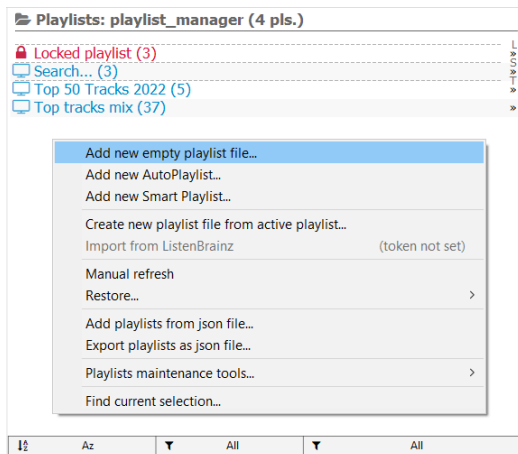 Playlists: playlist_manager (4 pls.)
Locked playlist (3)
L
»
Search... (3)
S
»
Top 50 Tracks 2022 (5)
T
»
Top tracks mix (37)
»
Add new empty playlist file...
Add new AutoPlaylist...
Add new Smart Playlist...
Create new playlist file from active playlist...
Import from ListenBrainz (token not set)
Manual refresh
Restore...
Add playlists from json file...
Export playlists as json file...
Playlists maintenance tools...
Find current selection...
Az All All